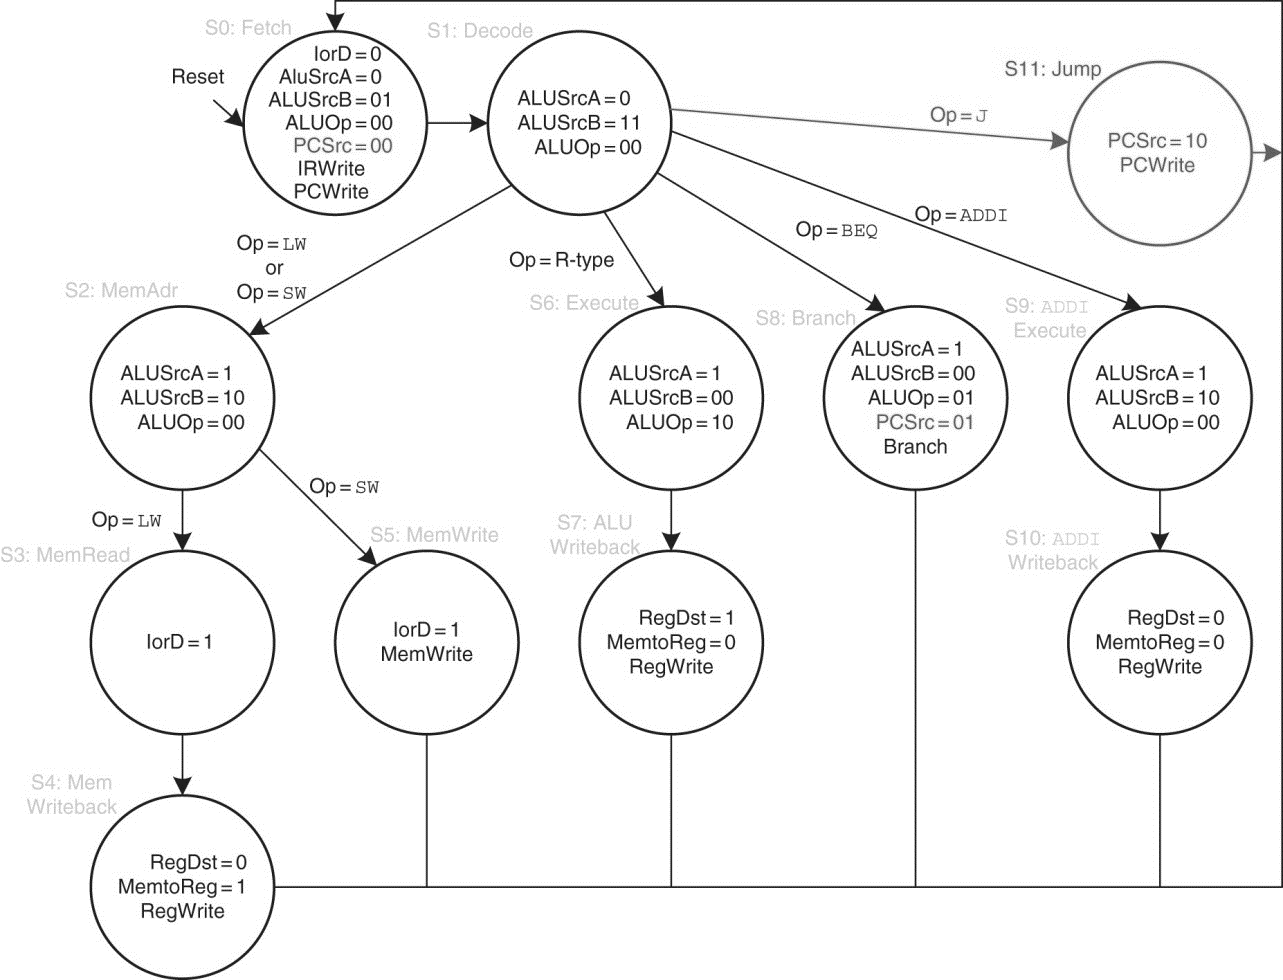 S0: Fetch
IorD = 0
AluSrcA = 0
ALUSrcB = 01
ALUOp = 00
PCSrc = 00
IRWrite
PCWrite
Reset
S1: Decode
ALUSrcA = 0
ALUSrcB = 11
ALUOp = 00
S11: Jump
PCSrc = 10
PCWrite
Op = J
Op = ADDI
Op = BEQ
Op = R-type
Op = LW
or
Op = SW
S2: MemAdr
ALUSrcA = 1
ALUSrcB = 10
ALUOp = 00
S6: Execute
ALUSrcA = 1
ALUSrcB = 00
ALUOp = 10
S8: Branch
ALUSrcA = 1
ALUSrcB = 00
ALUOp = 01
PCSrc = 01
Branch
S9: ADDI
Execute
ALUSrcA = 1
ALUSrcB = 10
ALUOp = 00
Op = LW
Op = SW
S3: MemRead
IorD = 1
S5: MemWrite
IorD = 1
MemWrite
S7: ALU
Writeback
RegDst = 1
MemtoReg = 0
RegWrite
S10: ADDI
Writeback
RegDst = 0
MemtoReg = 0
RegWrite
S4: Mem
Writeback
RegDst = 0
MemtoReg = 1
RegWrite